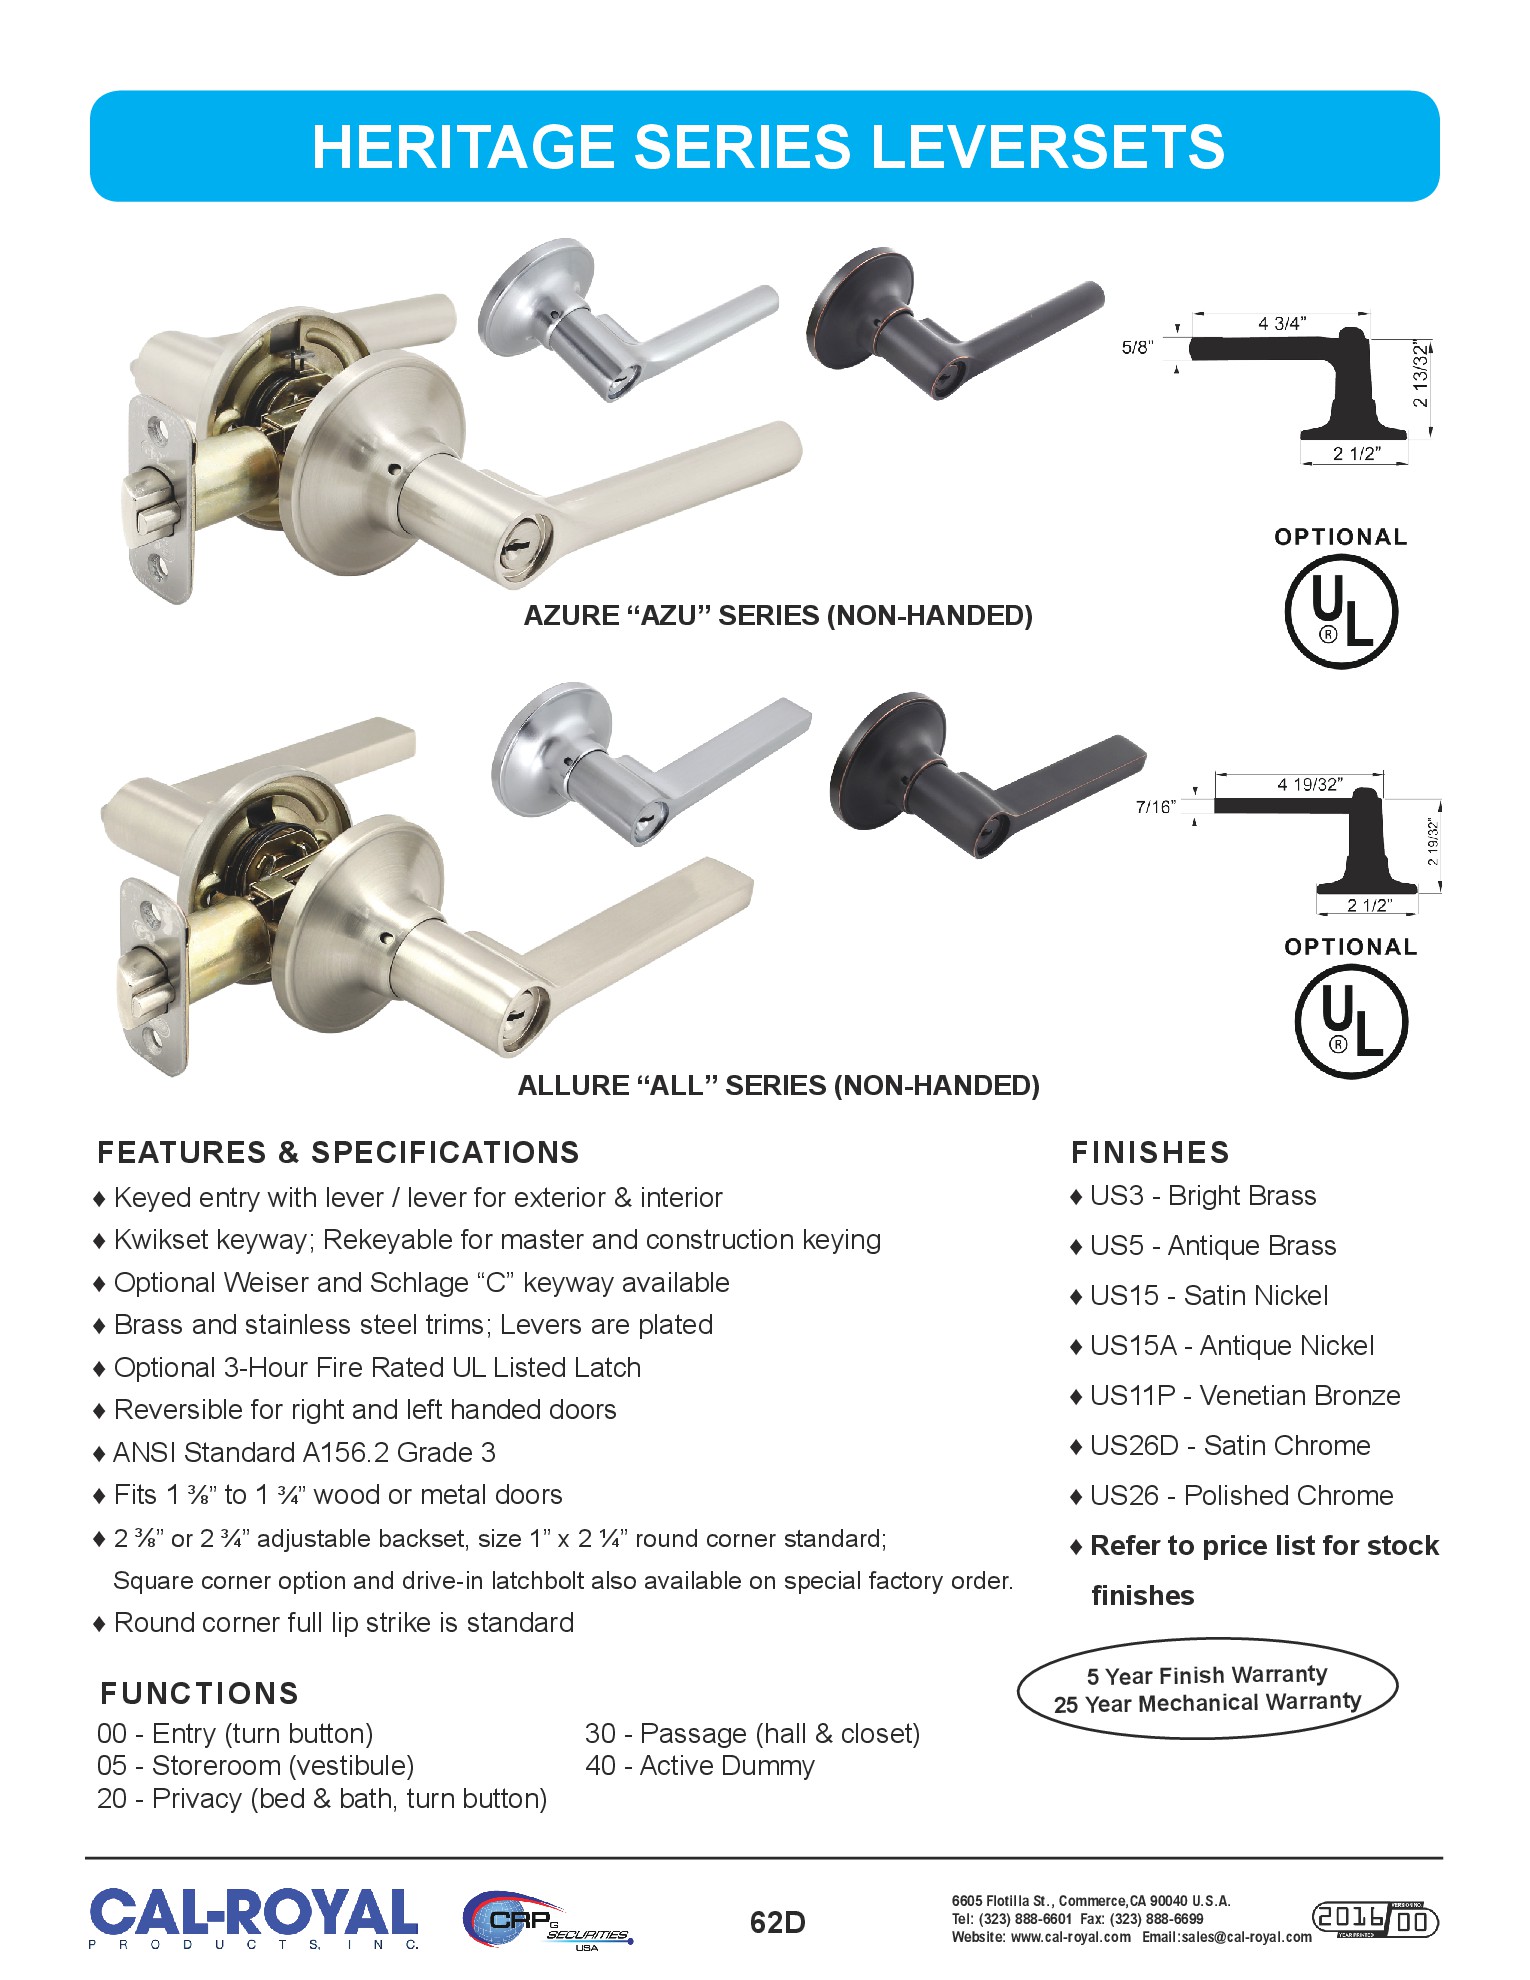 HERITAGE SERIES LEVERSETS
4 3/4”
5/8”
2 13/32”
2 1/2”
OPTIONAL
UL
®
AZURE “AZU” SERIES (NON-HANDED)
4 19/32”
7/16”
2 19/32”
2 1/2”
OPTIONAL
UL
®
ALLURE “ALL” SERIES (NON-HANDED)
FEATURES & SPECIFICATIONS
♦ Keyed entry with lever / lever for exterior & interior
♦ Kwikset keyway; Rekeyable for master and construction keying
♦ Optional Weiser and Schlage “C” keyway available
♦ Brass and stainless steel trims; Levers are plated
♦ Optional 3-Hour Fire Rated UL Listed Latch
♦ Reversible for right and left handed doors
♦ ANSI Standard A156.2 Grade 3
♦ Fits 1 ⅜” to 1 ¾” wood or metal doors
♦ 2 ⅜” or 2 ¾” adjustable backset, size 1” x 2 ¼” round corner standard;
Square corner option and drive-in latchbolt also available on special factory order.
♦ Round corner full lip strike is standard
FINISHES
♦ US3 - Bright Brass
♦ US5 - Antique Brass
♦ US15 - Satin Nickel
♦ US15A - Antique Nickel
♦ US11P - Venetian Bronze
♦ US26D - Satin Chrome
♦ US26 - Polished Chrome
♦ Refer to price list for stock
finishes
5 Year Finish Warranty
25 Year Mechanical Warranty
FUNCTIONS
00 - Entry (turn button)
05 - Storeroom (vestibule)
20 - Privacy (bed & bath, turn button)
30 - Passage (hall & closet)
40 - Active Dummy
CAL-ROYAL
PRODUCTS, INC.
CRPG
SECURITIES
USA
62D
6605 Flotilla St., Commerce,CA 90040 U.S.A.
Tel: (323) 888-6601 Fax: (323) 888-6699
Website: www.cal-royal.com Email:sales@cal-royal.com
VERSION NO.
2016/00
YEAR PRINTED